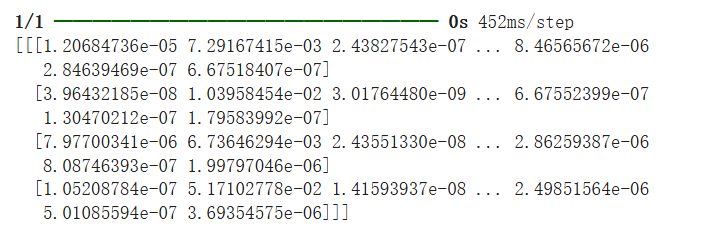 1/1 ━━━━━━━━━━━━━━━━━━━━ 0s 452ms/step
[[[1.20684736e-05 7.29167415e-03 2.43827543e-07 ... 8.46565672e-06
2.84639469e-07 6.67518407e-07]
[3.96432185e-08 1.03958454e-02 3.01764480e-09 ... 6.67552399e-07
1.30470212e-07 1.79583992e-07]
[7.97700341e-06 6.73646294e-03 2.43551330e-08 ... 2.86259387e-06
8.08746393e-07 1.99797046e-06]
[1.05208784e-07 5.17102778e-02 1.41593937e-08 ... 2.49851564e-06
5.01085594e-07 3.69354575e-06]]]